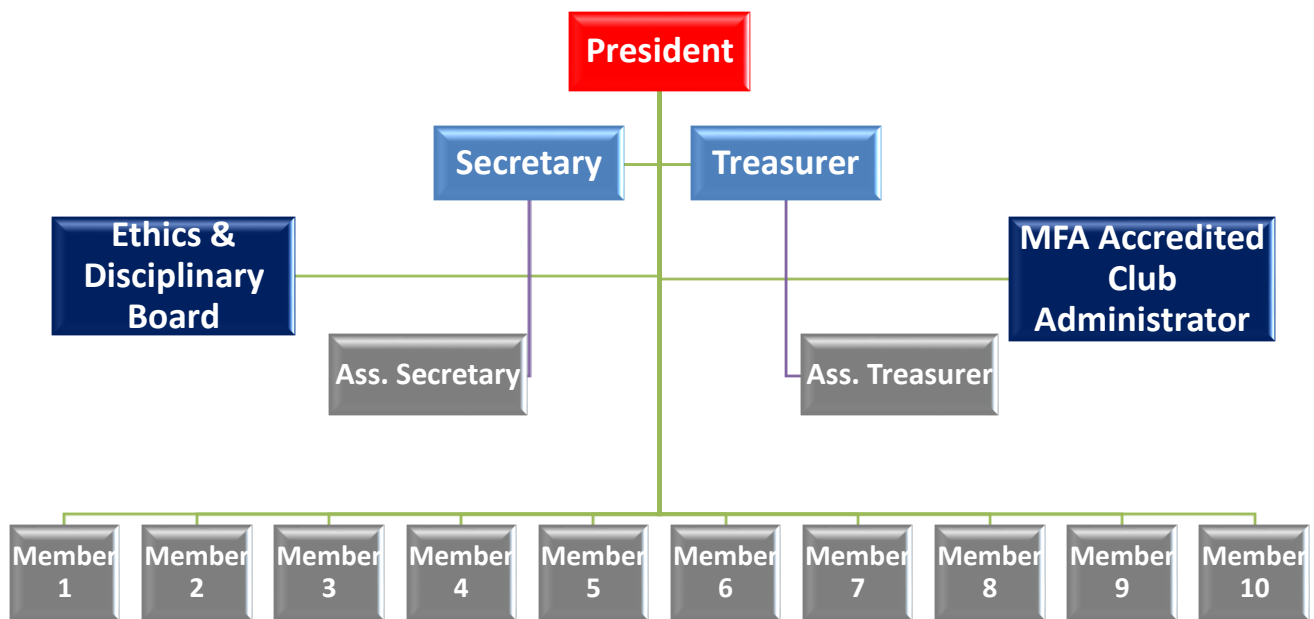 President
Secretary
Treasurer
Ethics &
Disciplinary
Board
MFA Accredited
Club
Administrator
Ass. Secretary
Ass. Treasurer
Member
1
Member
2
Member
3
Member
4
Member
5
Member
6
Member
7
Member
8
Member
9
Member
10